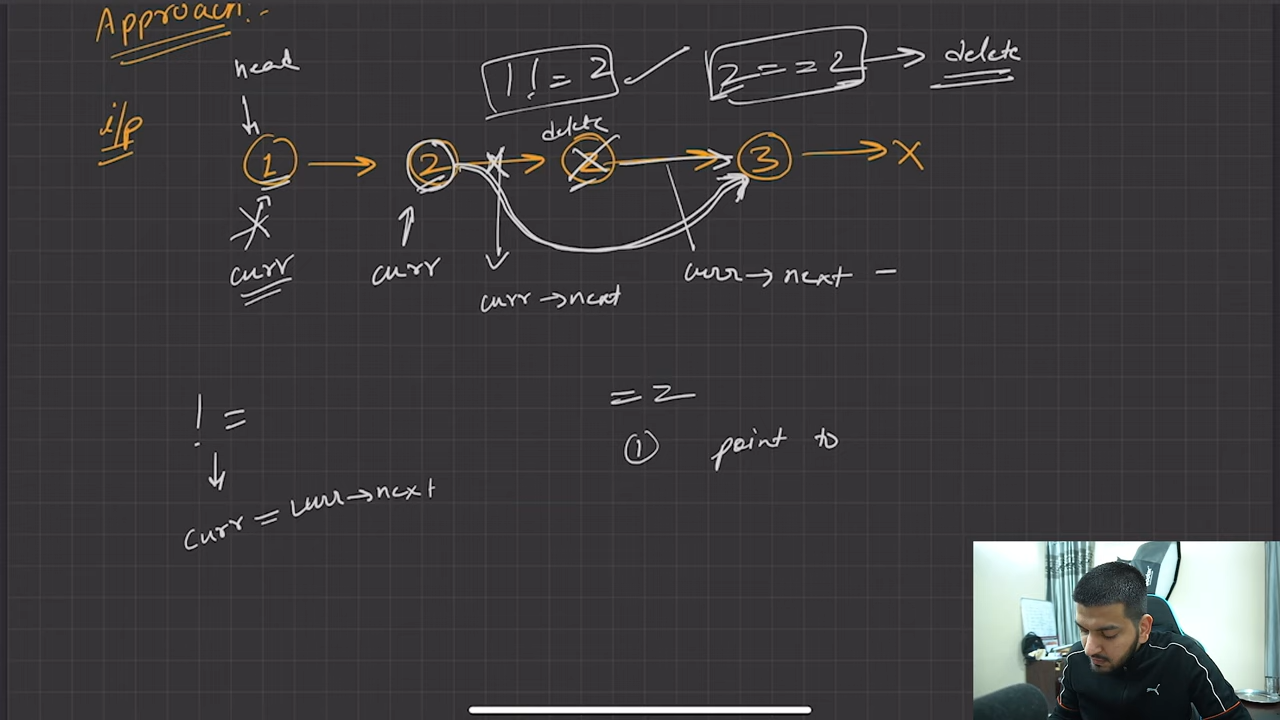 Approach:-
head
1 != 2
2 == 2
delete
i/p
delete
1
2
2
3
X
curr
curr
curr → next
curr → next =
! =
= 2
① point to
curr = curr → next